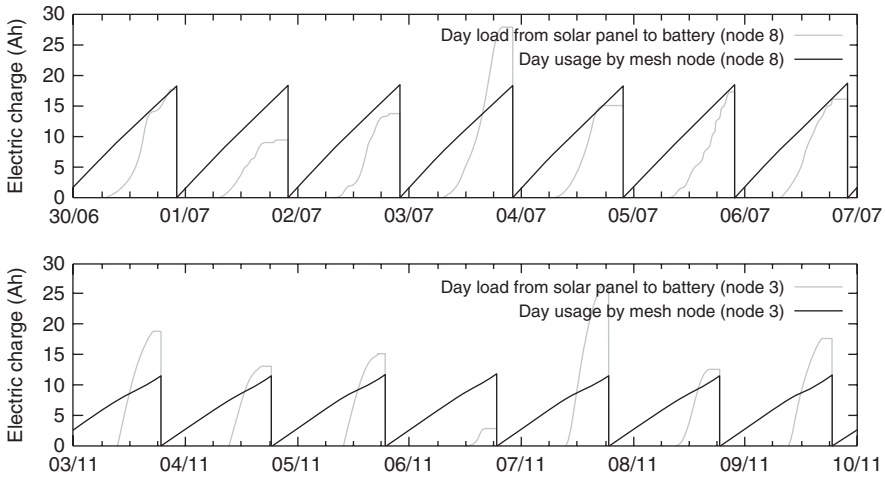 30
Day load from solar panel to battery (node 8)
25
Day usage by mesh node (node 8)
20
15
10
5
0
Electric charge (Ah)
30/06 01/07 02/07 03/07 04/07 05/07 06/07 07/07
30
Day load from solar panel to battery (node 3)
25
Day usage by mesh node (node 3)
20
15
10
5
0
Electric charge (Ah)
03/11 04/11 05/11 06/11 07/11 08/11 09/11 10/11